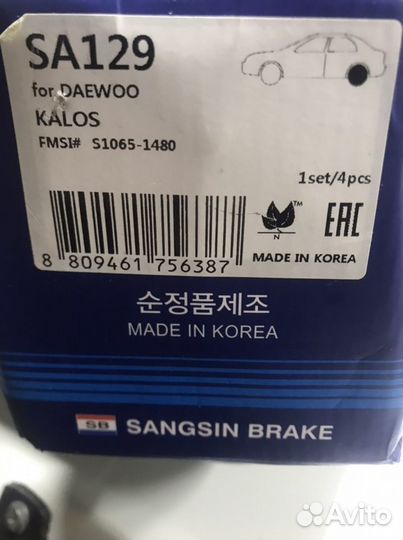 SA129
for DAEWOO
KALOS
FMSI# S1065-1480
1set/4pcs
TM
N
EAC
8 809461 756387
MADE IN KOREA
순정품제조
MADE IN KOREA
SB SANGSIN BRAKE
Avito